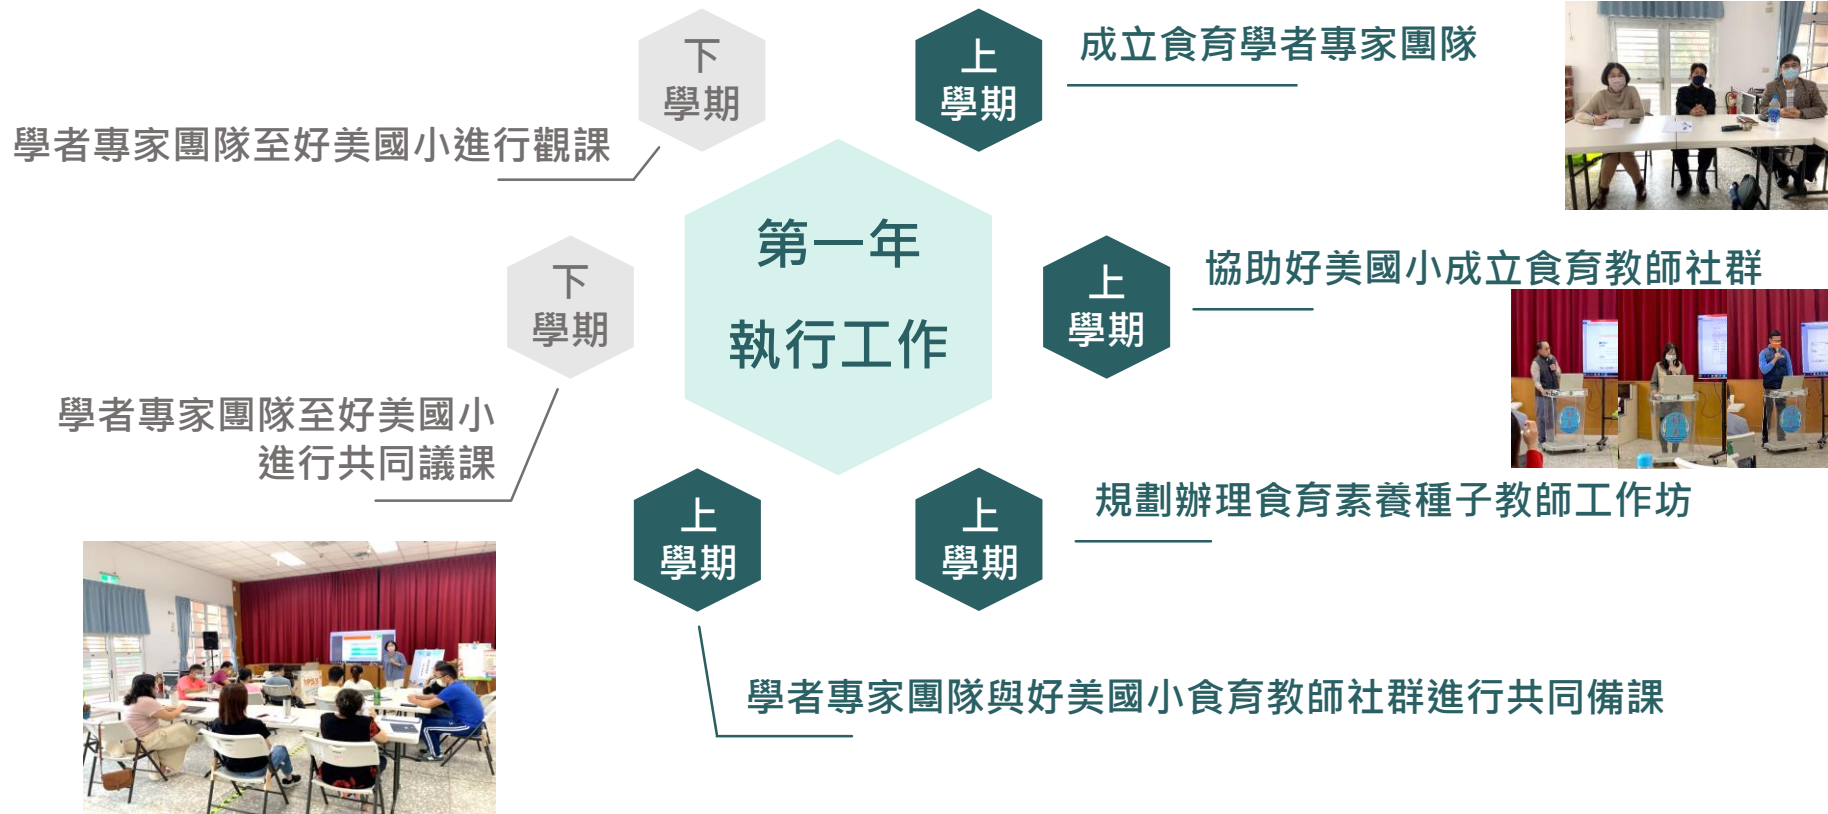 第一年
執行工作
上
學期
成立食育學者專家團隊
上
學期
協助好美國小成立食育教師社群
上
學期
規劃辦理食育素養種子教師工作坊
上
學期
學者專家團隊與好美國小食育教師社群進行共同備課
下
學期
學者專家團隊至好美國小
進行共同議課
下
學期
學者專家團隊至好美國小進行觀課